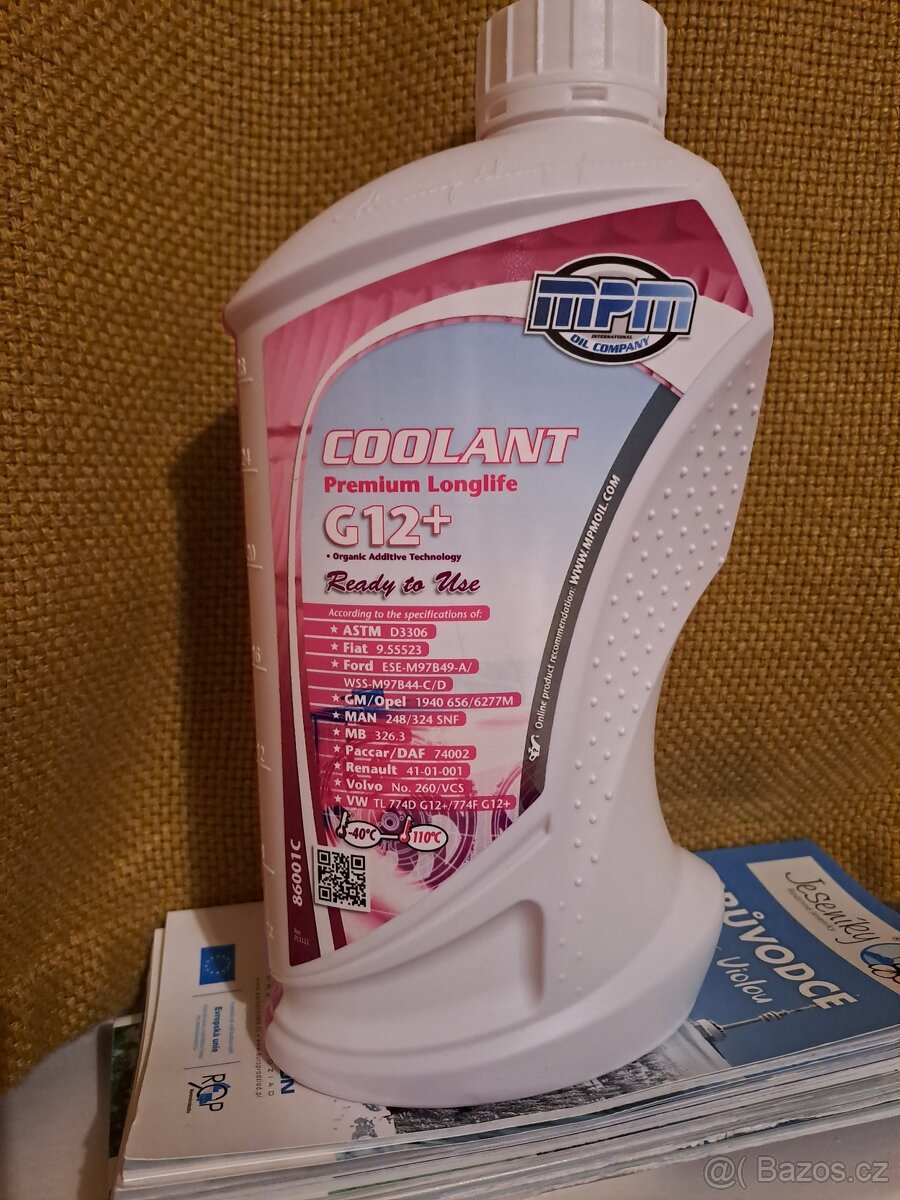 MPM
INTERNATIONAL
OIL COMPANY
COOLANT
Premium Longlife
G12+
• Organic Additive Technology
Ready to Use
According to the specifications of:
★ ASTM D3306
★ Fiat 9.55523
★ Ford ESE-M97B49-A/
WSS-M97B44-C/D
★ GM/Opel 1940 656/6277M
★ MAN 248/324 SNF
★ MB 326.3
★ Paccar/DAF 74002
★ Renault 41-01-001
★ Volvo No. 260/VCS
★ VW TL 774D G12+/774F G12+
-40°C 110°C
86001C
Online product recommendation: WWW.MPMOIL.COM
Jeseníky
RŮVODCE
Violou
Evropská unie
@( Bazos.cz